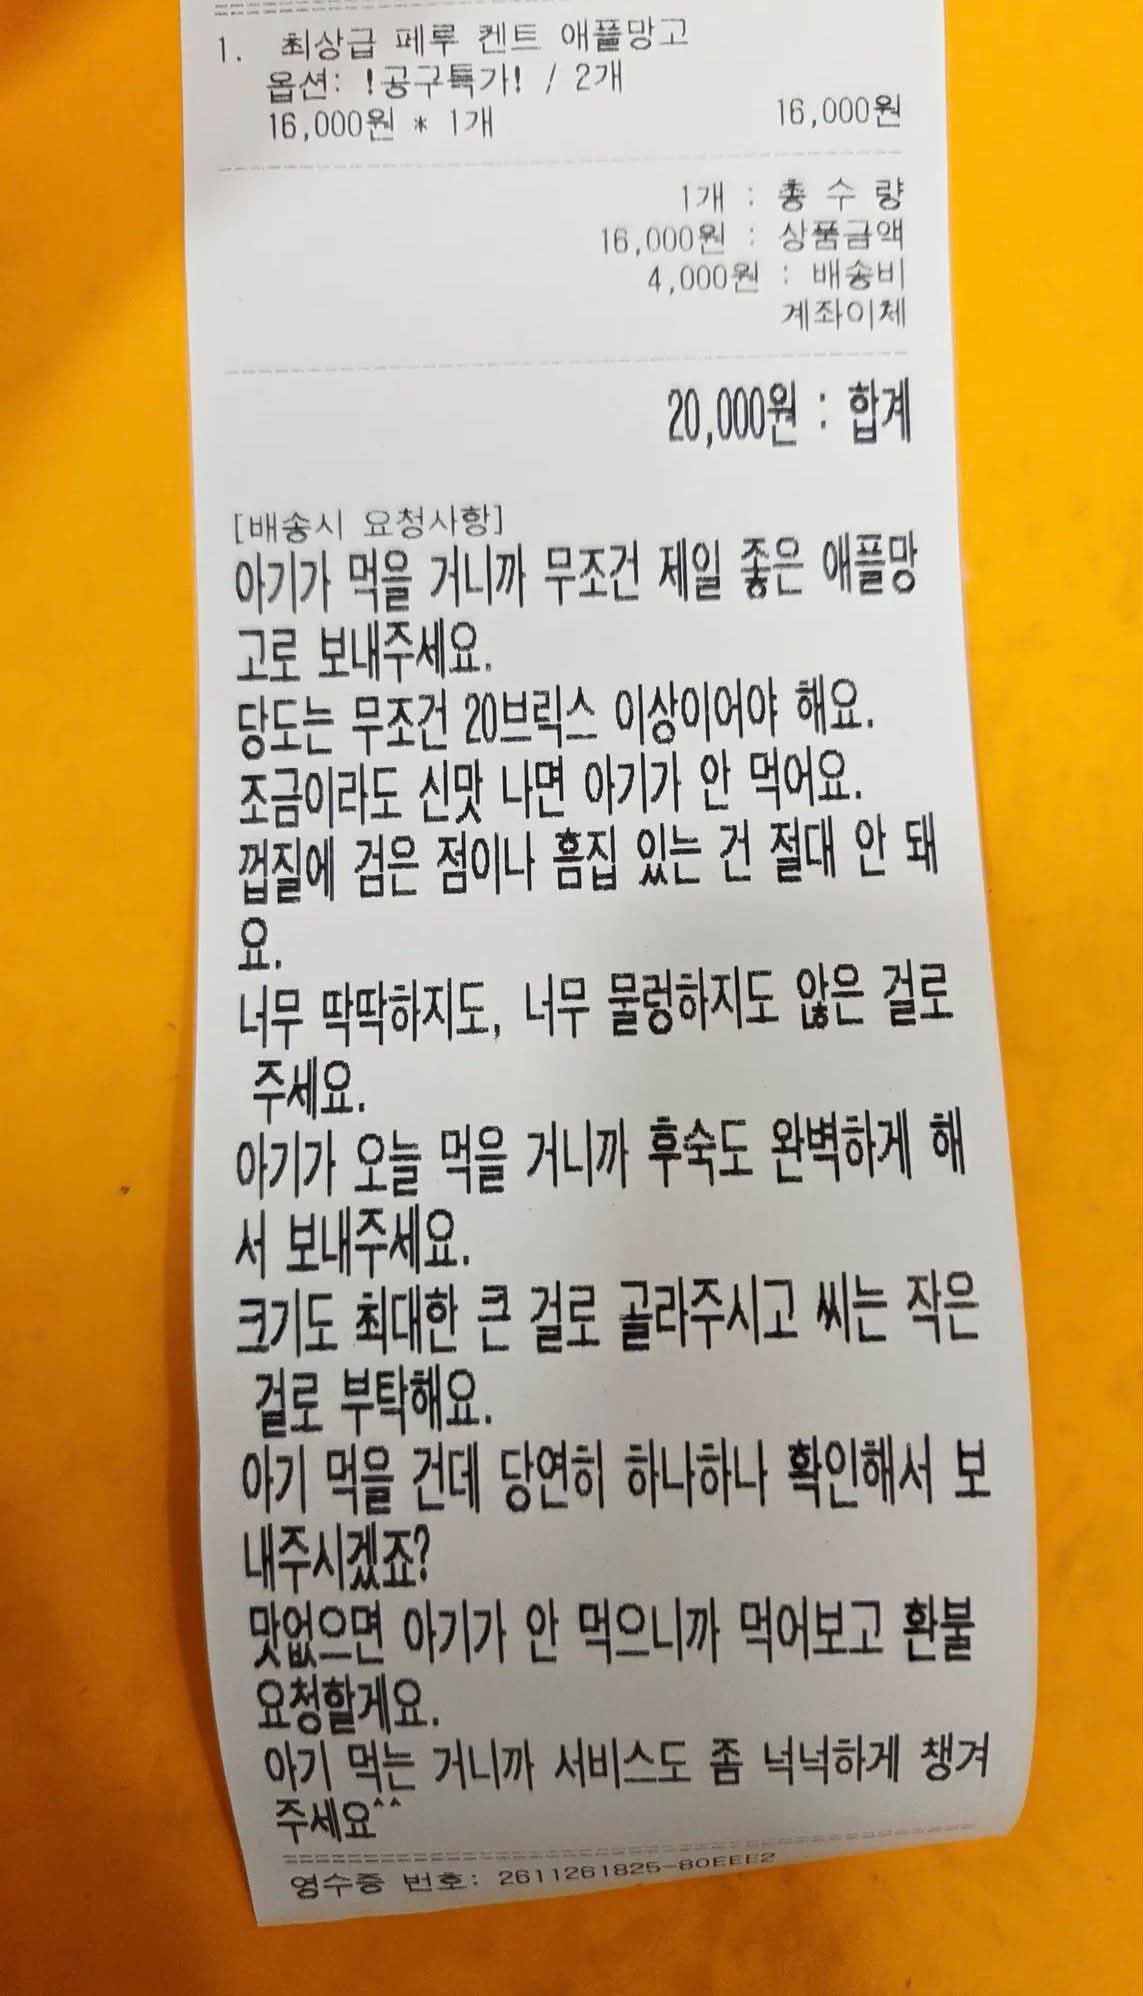 1. 최상급 페루 켄트 애플망고
옵션: !공구특가! / 2개
16,000원 * 1개 16,000원
1개 : 총 수 량
16,000원 : 상품금액
4,000원 : 배송비
계좌이체
20,000원 : 합계
[배송시 요청사항]
아기가 먹을 거니까 무조건 제일 좋은 애플망
고로 보내주세요.
당도는 무조건 20브릭스 이상이어야 해요.
조금이라도 신맛 나면 아기가 안 먹어요.
껍질에 검은 점이나 흠집 있는 건 절대 안 돼
요.
너무 딱딱하지도, 너무 물렁하지도 않은 걸로
주세요.
아기가 오늘 먹을 거니까 후숙도 완벽하게 해
서 보내주세요.
크기도 최대한 큰 걸로 골라주시고 씨는 작은
걸로 부탁해요.
아기 먹을 건데 당연히 하나하나 확인해서 보
내주시겠죠?
맛없으면 아기가 안 먹으니까 먹어보고 환불
요청할게요.
아기 먹는 거니까 서비스도 좀 넉넉하게 챙겨
주세요^^
영수증 번호: 2611261825-80EEE2